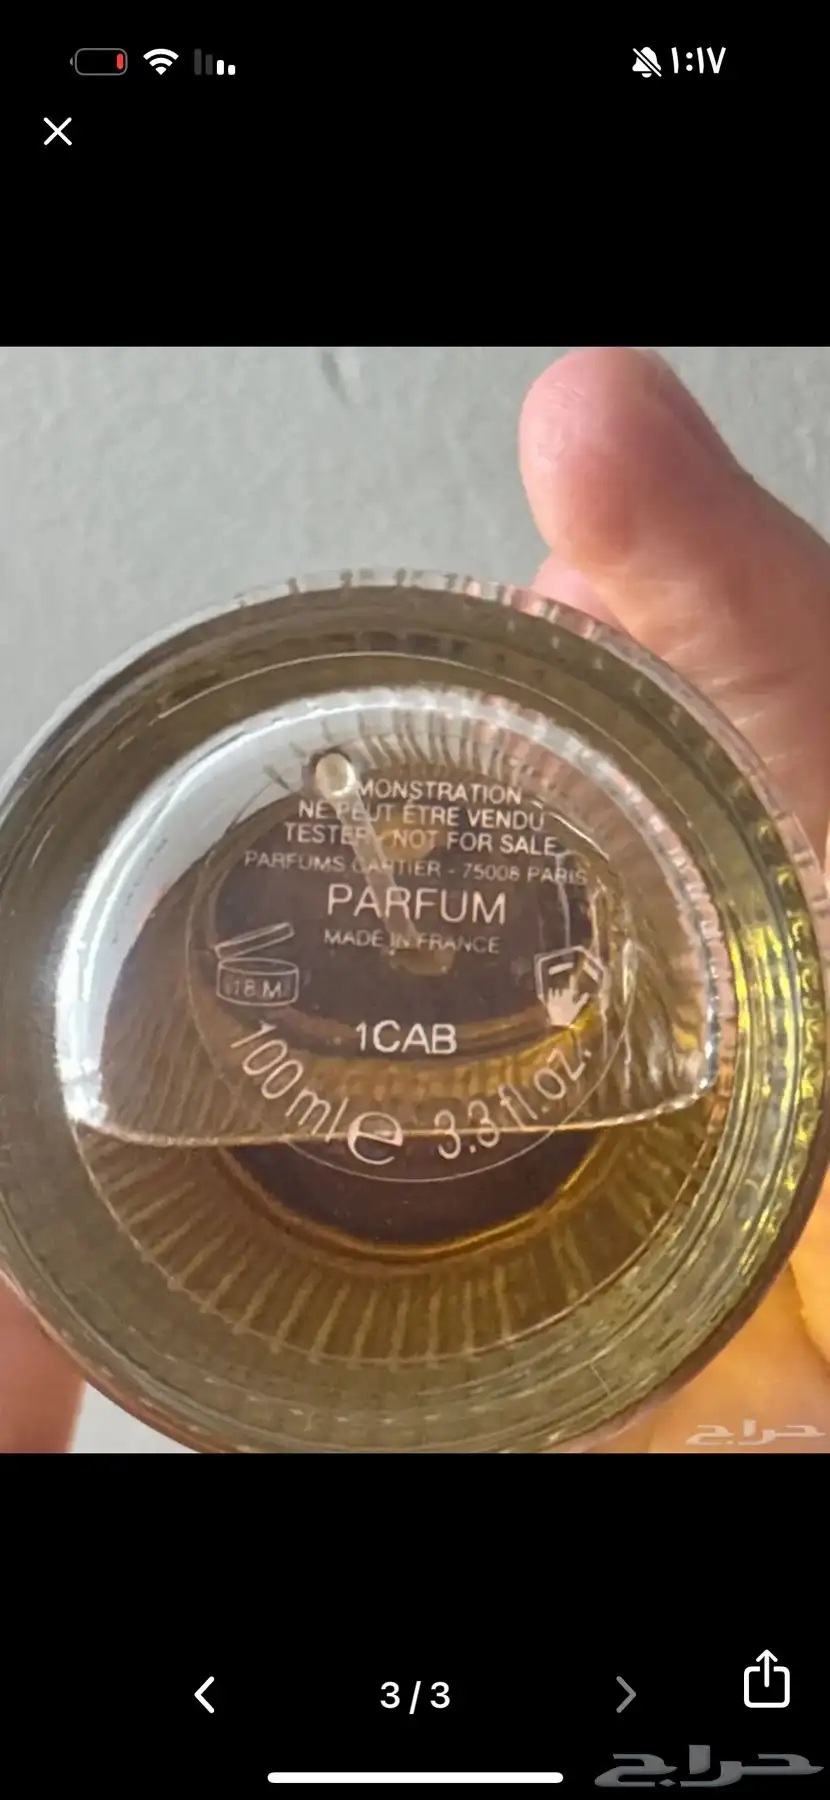 ١:١٧
MONSTRATION
NE PEUT ÊTRE VENDU
TESTER NOT FOR SALE
PARFUMS CARTIER - 75008 PARIS
PARFUM
MADE IN FRANCE
18 M
1CAB
100 ml e 3.3 fl.oz.
حراج
3/3
حراج